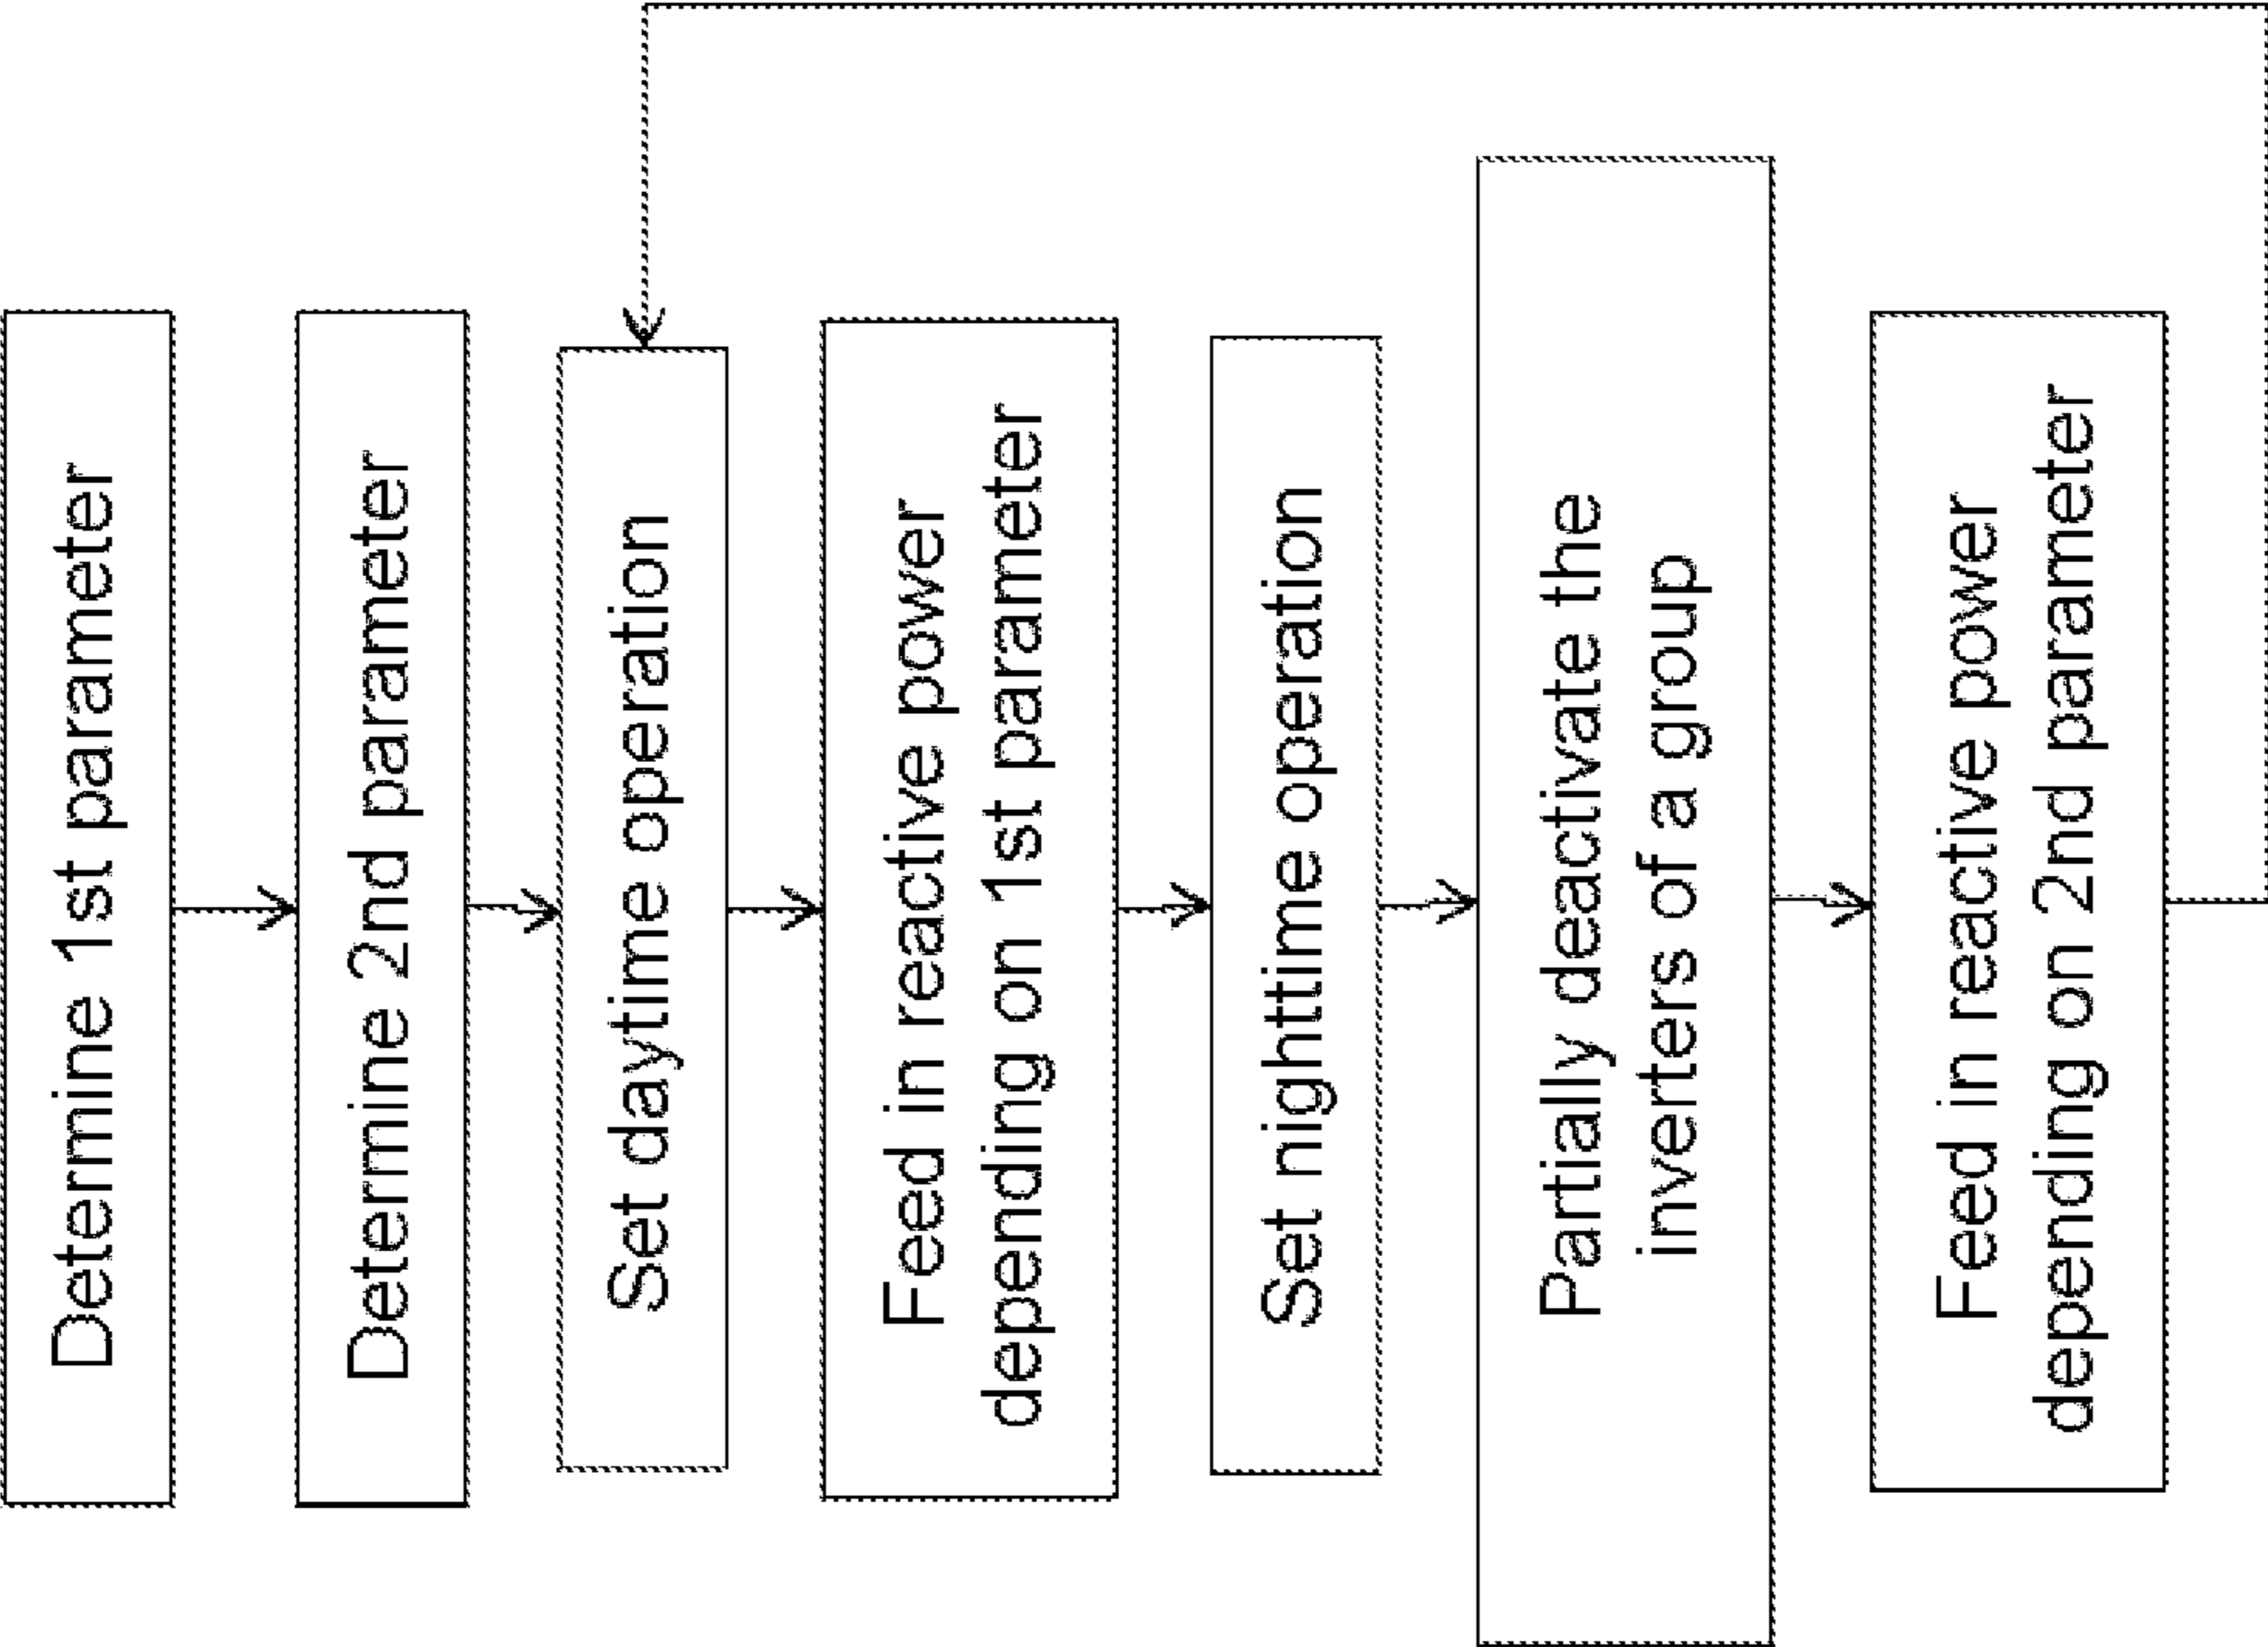 Determine 1st parameter
Determine 2nd parameter
Set daytime operation
Feed in reactive power
depending on 1st parameter
Set nighttime operation
Partially deactivate the
inverters of a group
Feed in reactive power
depending on 2nd parameter